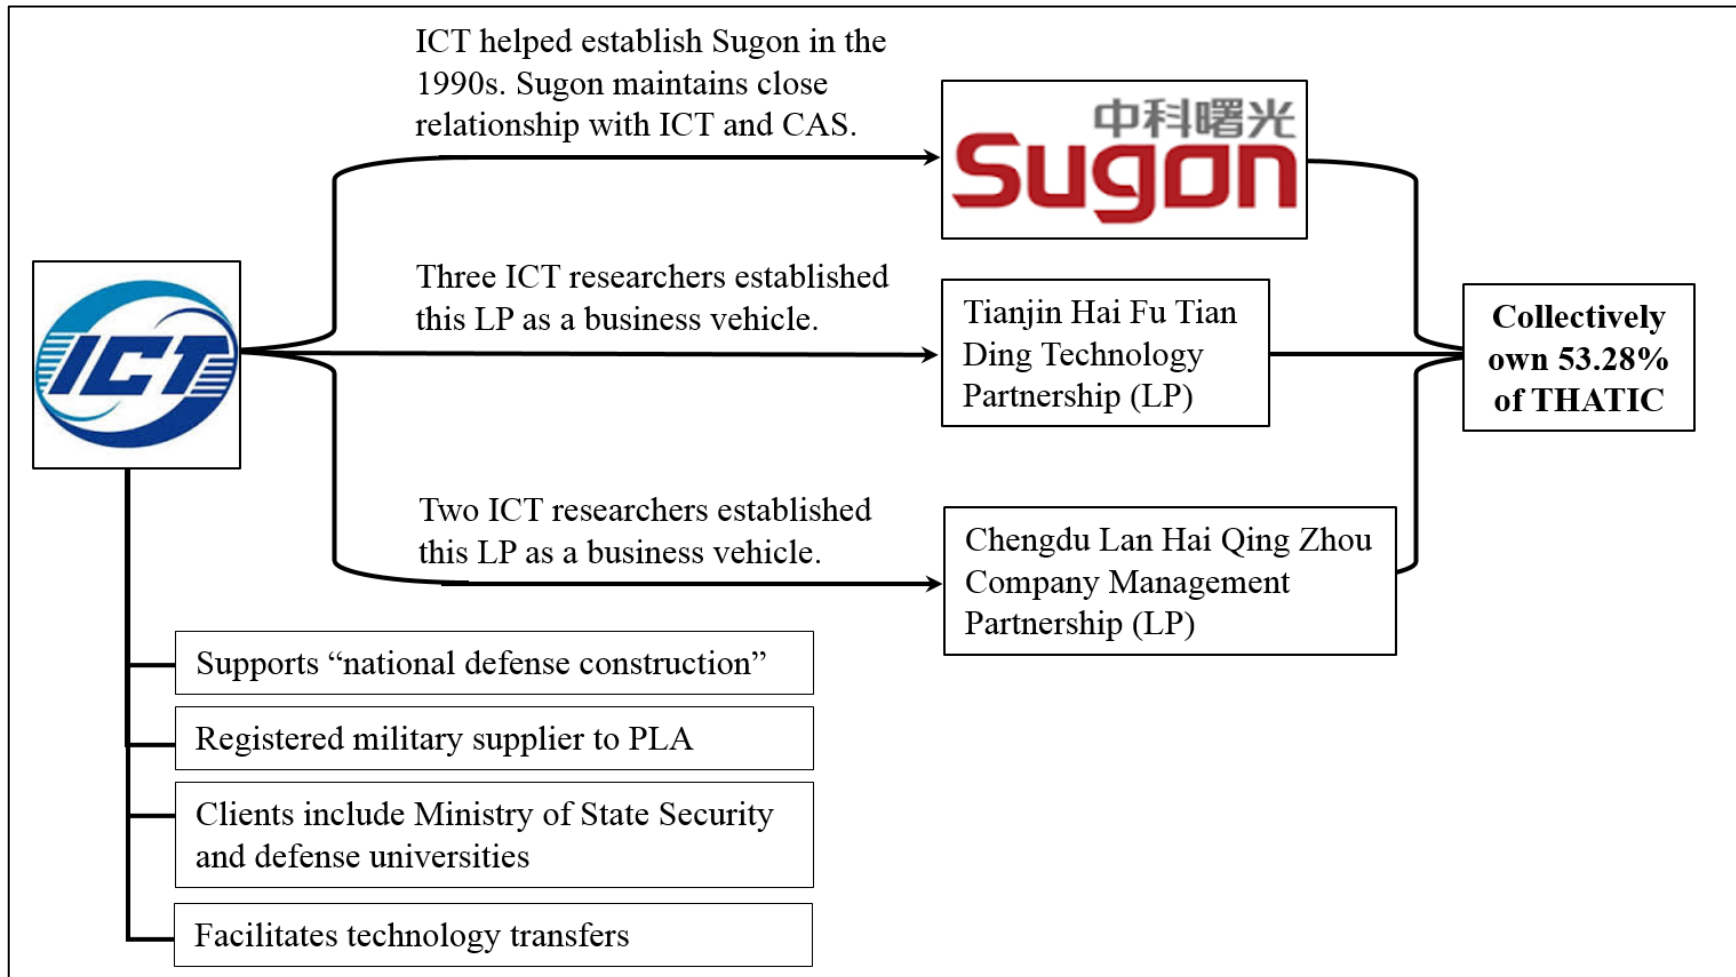 ICT helped establish Sugon in the
1990s. Sugon maintains close
relationship with ICT and CAS.
中科曙光
Sugon
Three ICT researchers established
this LP as a business vehicle.
Tianjin Hai Fu Tian
Ding Technology
Partnership (LP)
Collectively
own 53.28%
of THATIC
ICT
Two ICT researchers established
this LP as a business vehicle.
Chengdu Lan Hai Qing Zhou
Company Management
Partnership (LP)
Supports “national defense construction”
Registered military supplier to PLA
Clients include Ministry of State Security
and defense universities
Facilitates technology transfers